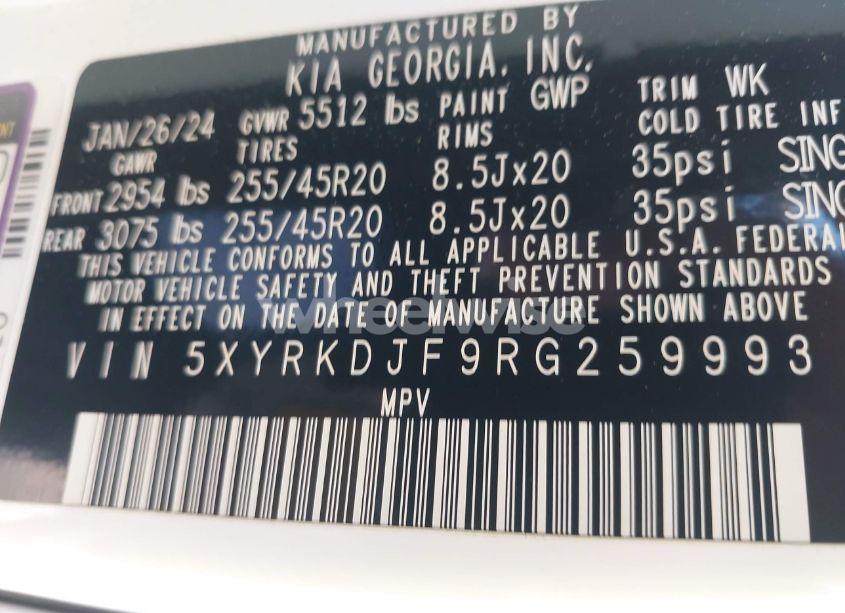 MANUFACTURED BY
KIA GEORGIA, INC.
JAN/26/24 GVWR 5512 lbs PAINT GWP TRIM WK
GAWR TIRES RIMS COLD TIRE INF
FRONT 2954 lbs 255/45R20 8.5Jx20 35psi SING
REAR 3075 lbs 255/45R20 8.5Jx20 35psi SING
THIS VEHICLE CONFORMS TO ALL APPLICABLE U.S.A. FEDERAL
MOTOR VEHICLE SAFETY AND THEFT PREVENTION STANDARDS
IN EFFECT ON THE DATE OF MANUFACTURE SHOWN ABOVE
wheelwise
VIN 5XYRKDJF9RG259993
MPV